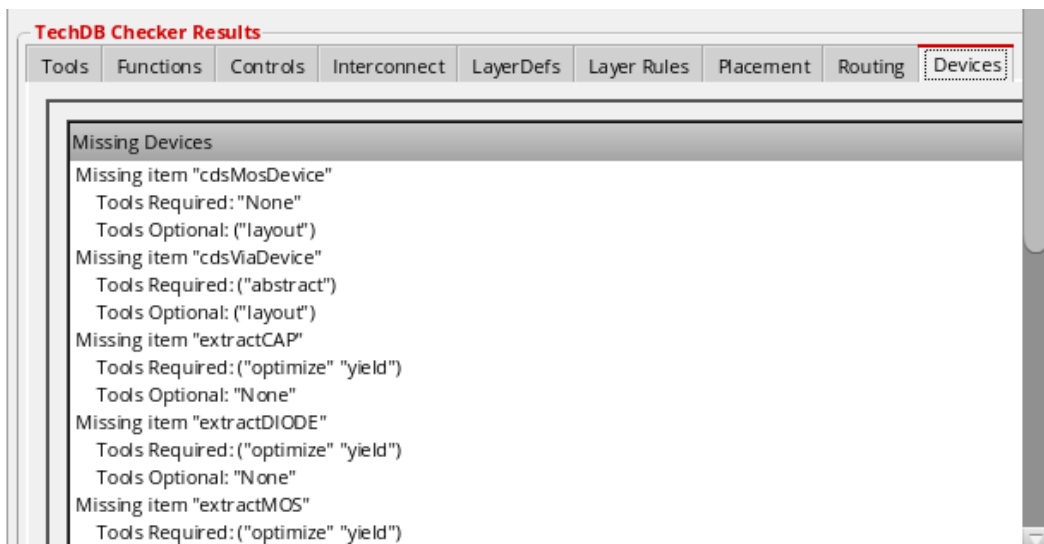 TechDB Checker Results
Tools Functions Controls Interconnect LayerDefs Layer Rules Placement Routing Devices
Missing Devices
Missing item "cdsMosDevice"
Tools Required: "None"
Tools Optional: ("layout")
Missing item "cdsViaDevice"
Tools Required: ("abstract")
Tools Optional: ("layout")
Missing item "extractCAP"
Tools Required: ("optimize" "yield")
Tools Optional: "None"
Missing item "extractDIODE"
Tools Required: ("optimize" "yield")
Tools Optional: "None"
Missing item "extractMOS"
Tools Required: ("optimize" "yield")